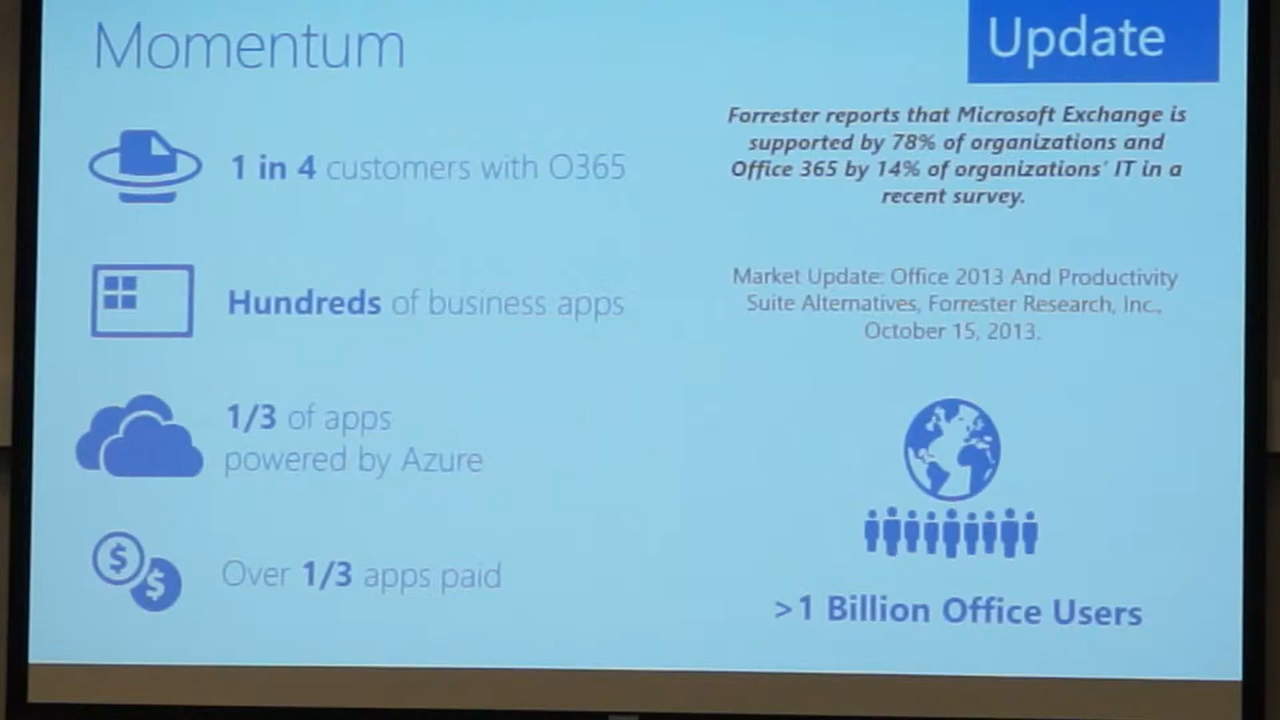 Momentum
Update
1 in 4 customers with O365
Hundreds of business apps
1/3 of apps
powered by Azure
$ $
Over 1/3 apps paid
Forrester reports that Microsoft Exchange is
supported by 78% of organizations and
Office 365 by 14% of organizations' IT in a
recent survey.
Market Update: Office 2013 And Productivity
Suite Alternatives, Forrester Research, Inc.,
October 15, 2013.
>1 Billion Office Users